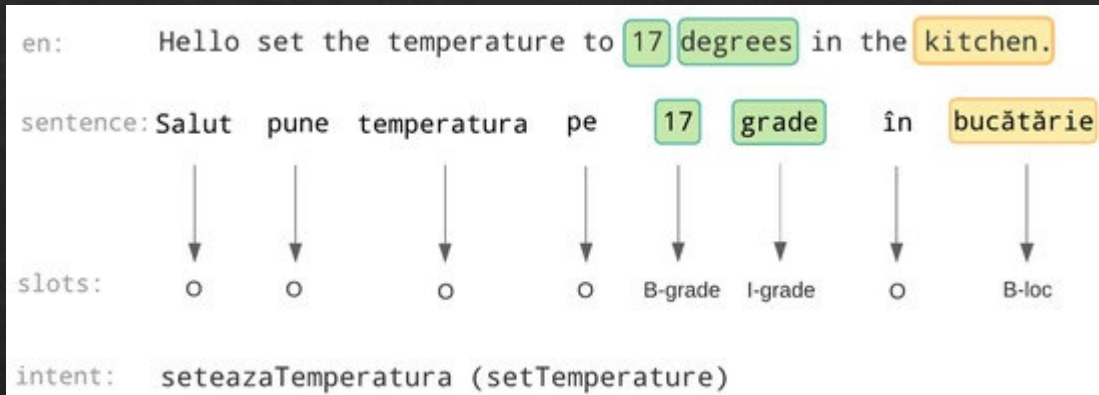 en: Hello set the temperature to 17 degrees in the kitchen.
sentence: Salut pune temperatura pe 17 grade în bucătărie
slots: O O O O B-grade I-grade O B-loc
intent: seteazaTemperatura (setTemperature)